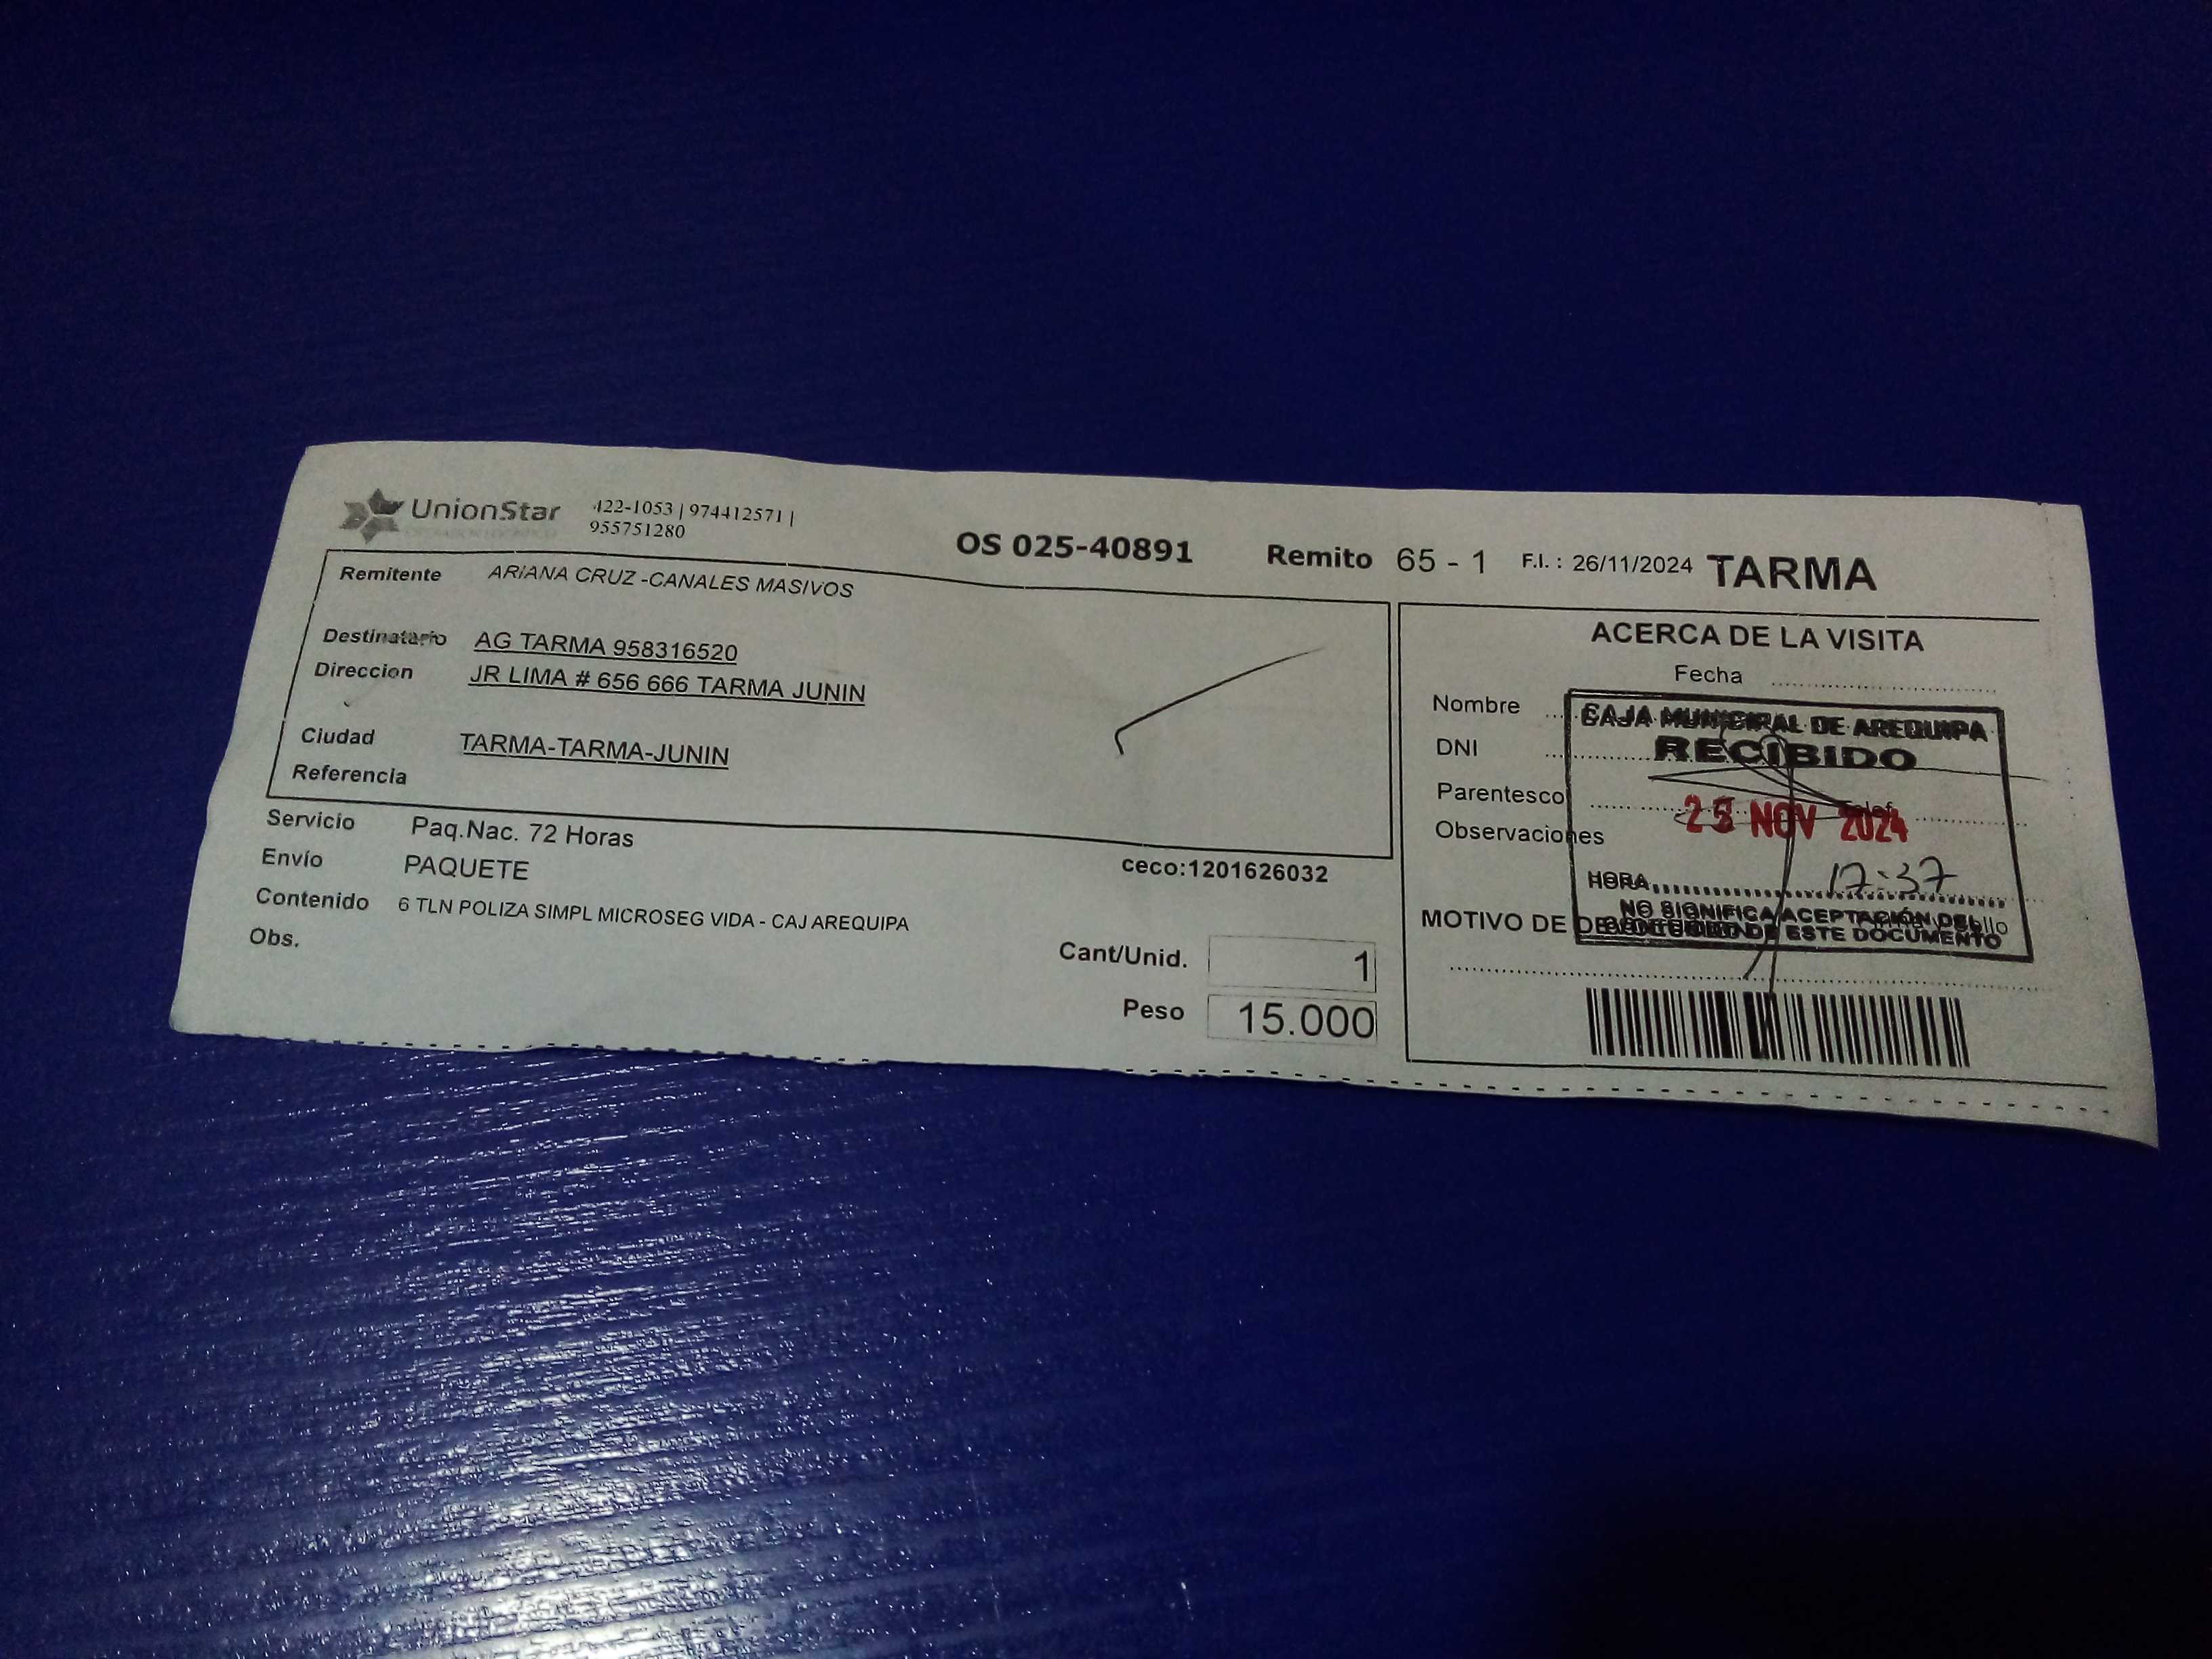 UnionStar 422-1053 | 974412571 |
955751280
OS 025-40891 Remito 65 - 1 F.I. : 26/11/2024 TARMA
Remitente ARIANA CRUZ -CANALES MASIVOS
Destinatario AG TARMA 958316520
Direccion JR LIMA # 656 666 TARMA JUNIN
Ciudad TARMA-TARMA-JUNIN
Referencia
Servicio Paq.Nac. 72 Horas
Envío PAQUETE
ceco:1201626032
Contenido 6 TLN POLIZA SIMPL MICROSEG VIDA - CAJ AREQUIPA
Obs.
Cant/Unid. 1
Peso 15.000
ACERCA DE LA VISITA
Fecha
Nombre
DNI
Parentesco
Observaciones
MOTIVO DE
CAJA MUNICIPAL DE AREQUIPA
RECIBIDO
NOV 2024
HORA 17:37
NO SIGNIFICA ACEPTACIÓN DEL
DE ESTE DOCUMENTO